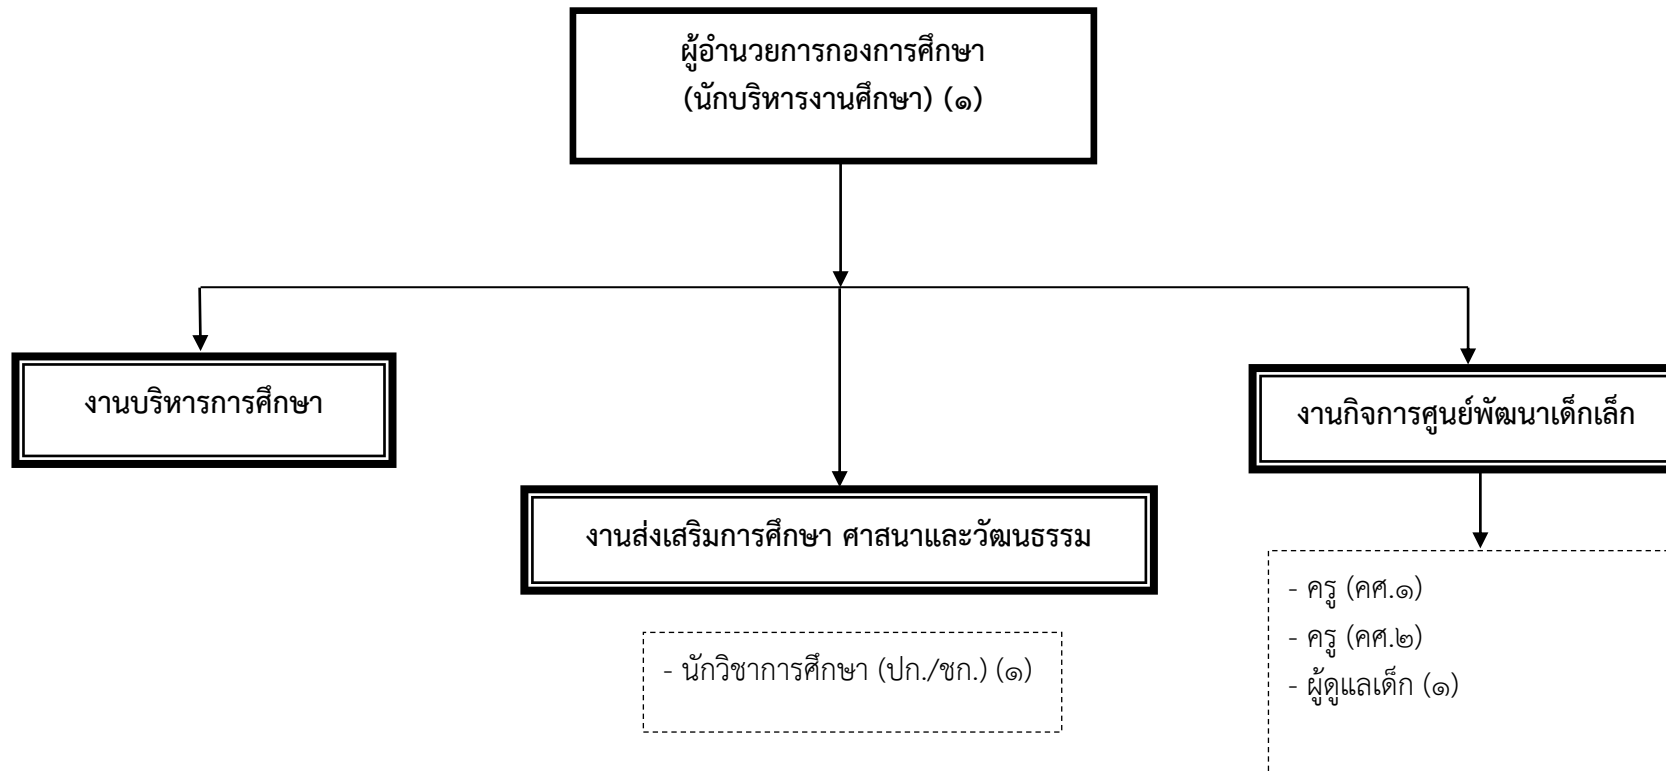 ผู้อำนวยการกองการศึกษา
(นักบริหารงานศึกษา) (๑)
งานบริหารการศึกษา
งานส่งเสริมการศึกษา ศาสนาและวัฒนธรรม
งานกิจการศูนย์พัฒนาเด็กเล็ก
- นักวิชาการศึกษา (ปก./ชก.) (๑)
- ครู (คศ.๑)
- ครู (คศ.๒)
- ผู้ดูแลเด็ก (๑)